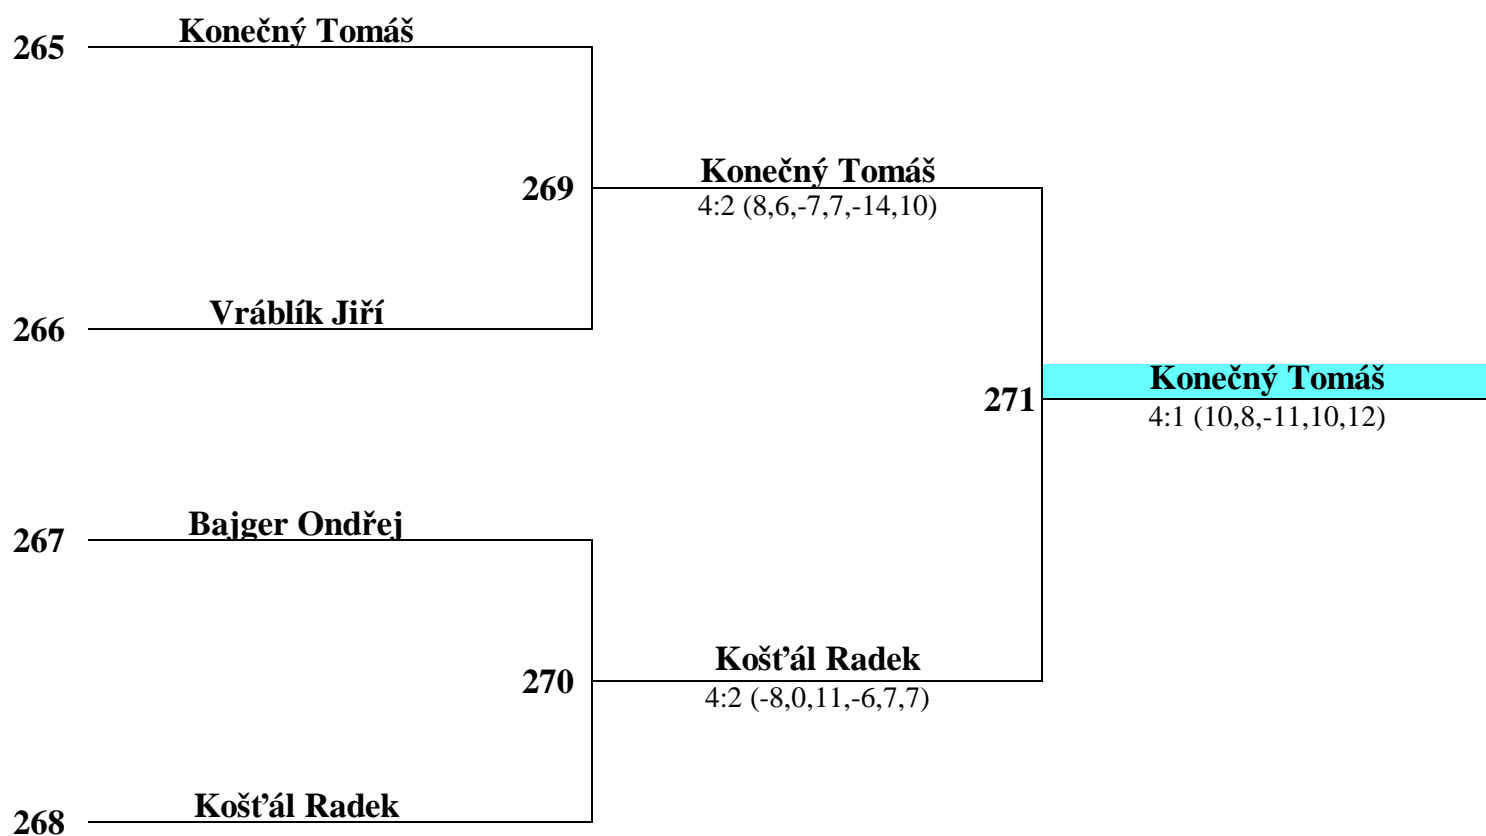 265 Konečný Tomáš
269 Konečný Tomáš
4:2 (8,6,-7,7,-14,10)
266 Vráblík Jiří
271 Konečný Tomáš
4:1 (10,8,-11,10,12)
267 Bajger Ondřej
270 Košťál Radek
4:2 (-8,0,11,-6,7,7)
268 Košťál Radek